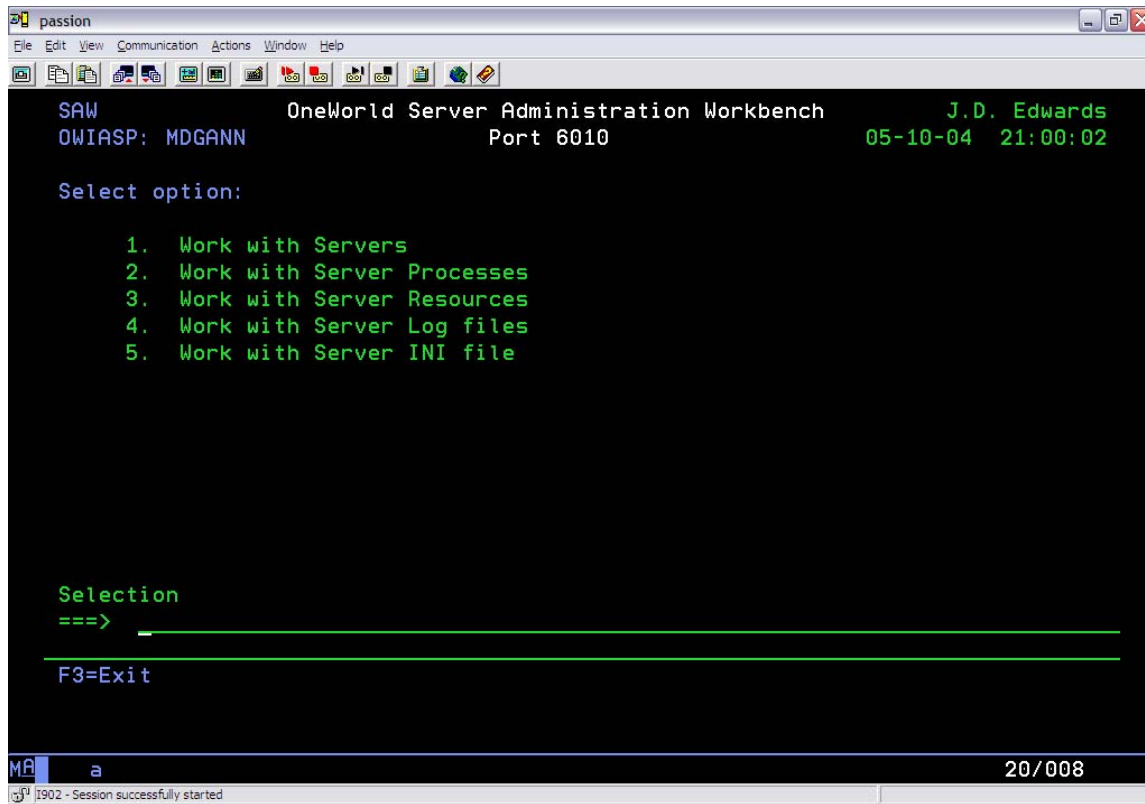 passion
File Edit View Communication Actions Window Help
SAW OneWorld Server Administration Workbench J.D. Edwards
OWIASP: MDGANN Port 6010 05-10-04 21:00:02
Select option:
1. Work with Servers
2. Work with Server Processes
3. Work with Server Resources
4. Work with Server Log files
5. Work with Server INI file
Selection
===>
F3=Exit
MA a 20/008
I902 - Session successfully started